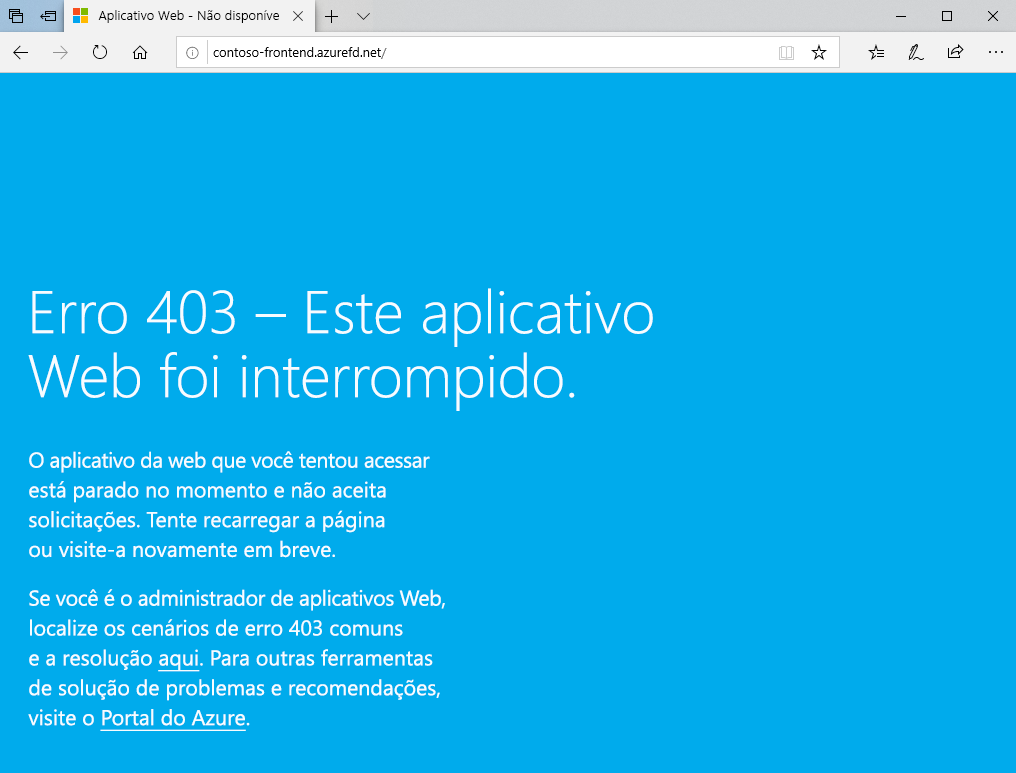 Aplicativo Web - Não disponíve
contoso-frontend.azurefd.net/
Erro 403 – Este aplicativo
Web foi interrompido.
O aplicativo da web que você tentou acessar
está parado no momento e não aceita
solicitações. Tente recarregar a página
ou visite-a novamente em breve.
Se você é o administrador de aplicativos Web,
localize os cenários de erro 403 comuns
e a resolução aqui. Para outras ferramentas
de solução de problemas e recomendações,
visite o Portal do Azure.